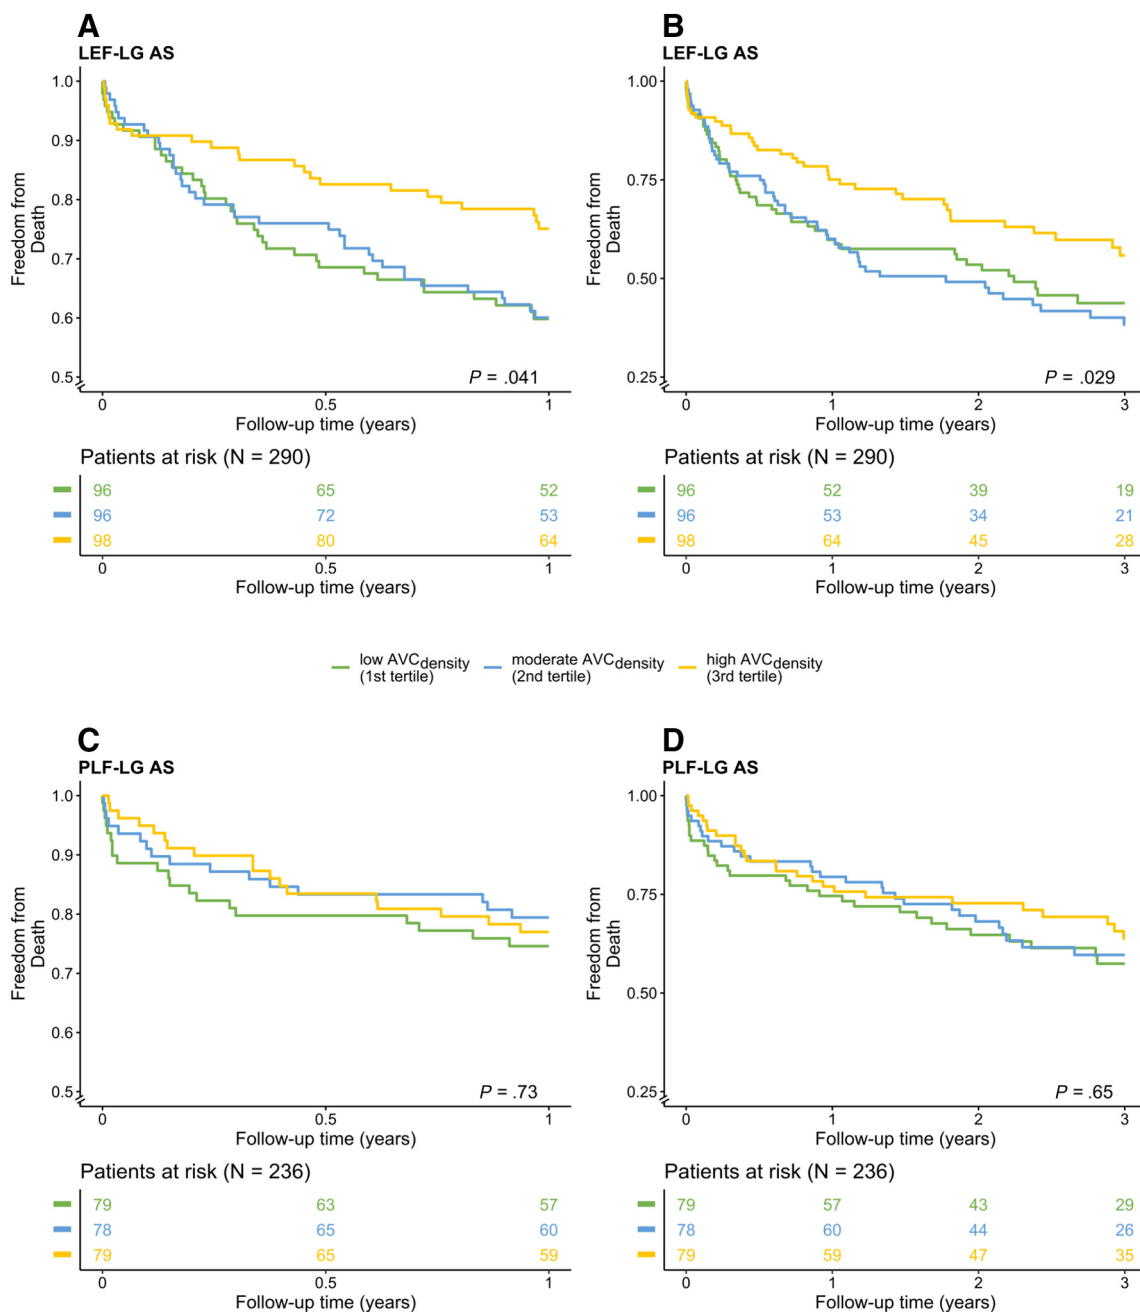 A
LEF-LG AS
Freedom from
Death
1.0
0.9
0.8
0.7
0.6
0.5
P = .041
0 0.5 1
Follow-up time (years)
Patients at risk (N = 290)
96 65 52
96 72 53
98 80 64
0 0.5 1
Follow-up time (years)
B
LEF-LG AS
Freedom from
Death
1.00
0.75
0.50
0.25
P = .029
0 1 2 3
Follow-up time (years)
Patients at risk (N = 290)
96 52 39 19
96 53 34 21
98 64 45 28
0 1 2 3
Follow-up time (years)
low AVCdensity
(1st tertile)
moderate AVCdensity
(2nd tertile)
high AVCdensity
(3rd tertile)
C
PLF-LG AS
Freedom from
Death
1.0
0.9
0.8
0.7
0.6
0.5
P = .73
0 0.5 1
Follow-up time (years)
Patients at risk (N = 236)
79 63 57
78 65 60
79 65 59
0 0.5 1
Follow-up time (years)
D
PLF-LG AS
Freedom from
Death
1.00
0.75
0.50
0.25
P = .65
0 1 2 3
Follow-up time (years)
Patients at risk (N = 236)
79 57 43 29
78 60 44 26
79 59 47 35
0 1 2 3
Follow-up time (years)